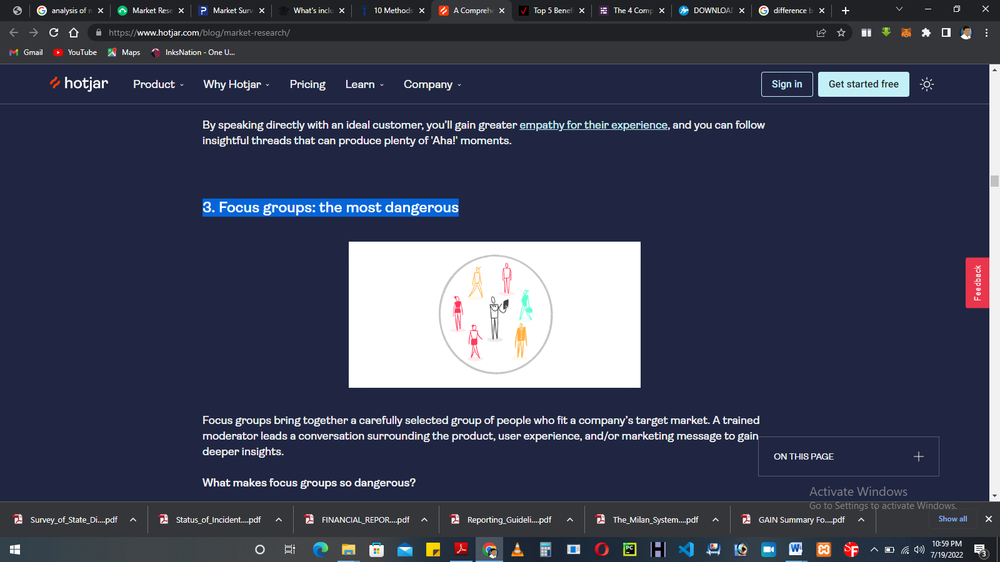 analysis of n
Market Rese
Market Surv
What's inclu
10 Methods
A Comprehe
Top 5 Benef
The 4 Comp
DOWNLOAD
difference b
https://www.hotjar.com/blog/market-research/
Gmail
YouTube
Maps
InksNation - One U...
hotjar
Product
Why Hotjar
Pricing
Learn
Company
Sign in
Get started free
By speaking directly with an ideal customer, you’ll gain greater empathy for their experience, and you can follow
insightful threads that can produce plenty of 'Aha!' moments.
3. Focus groups: the most dangerous
Feedback
Focus groups bring together a carefully selected group of people who fit a company’s target market. A trained
moderator leads a conversation surrounding the product, user experience, and/or marketing message to gain
deeper insights.
ON THIS PAGE
What makes focus groups so dangerous?
Activate Windows
Go to Settings to activate Windows.
Survey_of_State_Di....pdf
Status_of_Incident....pdf
FINANCIAL_REPOR....pdf
Reporting_Guideli....pdf
The_Milan_System....pdf
GAIN Summary Fo....pdf
Show all
10:59 PM
7/19/2022
3